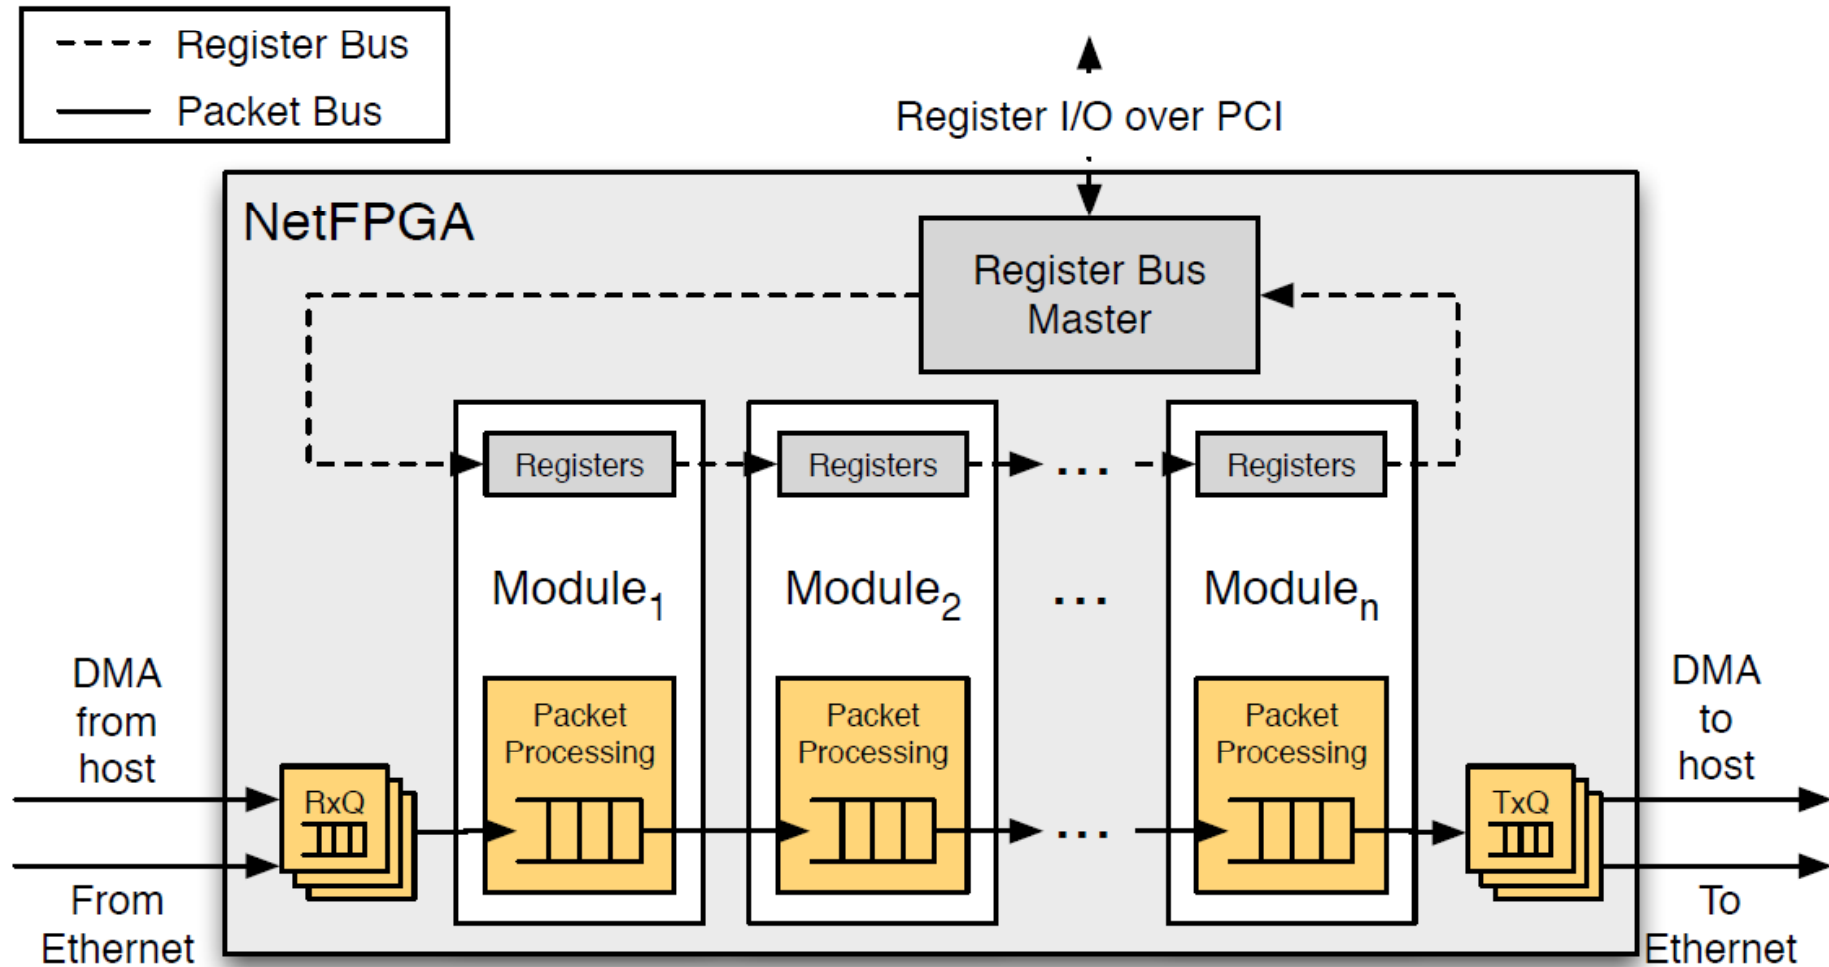 Register Bus
Packet Bus
Register I/O over PCI
NetFPGA
Register Bus
Master
Registers
Registers
...
Registers
Module1
Module2
...
Modulen
DMA
from
host
Packet
Processing
Packet
Processing
Packet
Processing
DMA
to
host
RxQ
...
TxQ
From
Ethernet
To
Ethernet